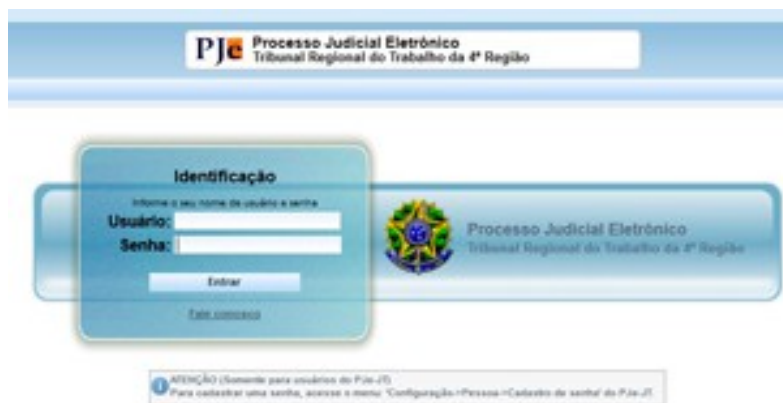 PJe Processo Judicial Eletrônico
Tribunal Regional do Trabalho da 4ª Região
Identificação
Informe o seu nome de usuário e senha
Usuário:
Senha:
Entrar
Fale conosco
Processo Judicial Eletrônico
Tribunal Regional do Trabalho da 4ª Região
ATENÇÃO (Somente para usuários do PJe-JT)
Para cadastrar uma senha, acesse o menu: 'Configuração->Pessoa->Cadastro de senha' do PJe-JT.